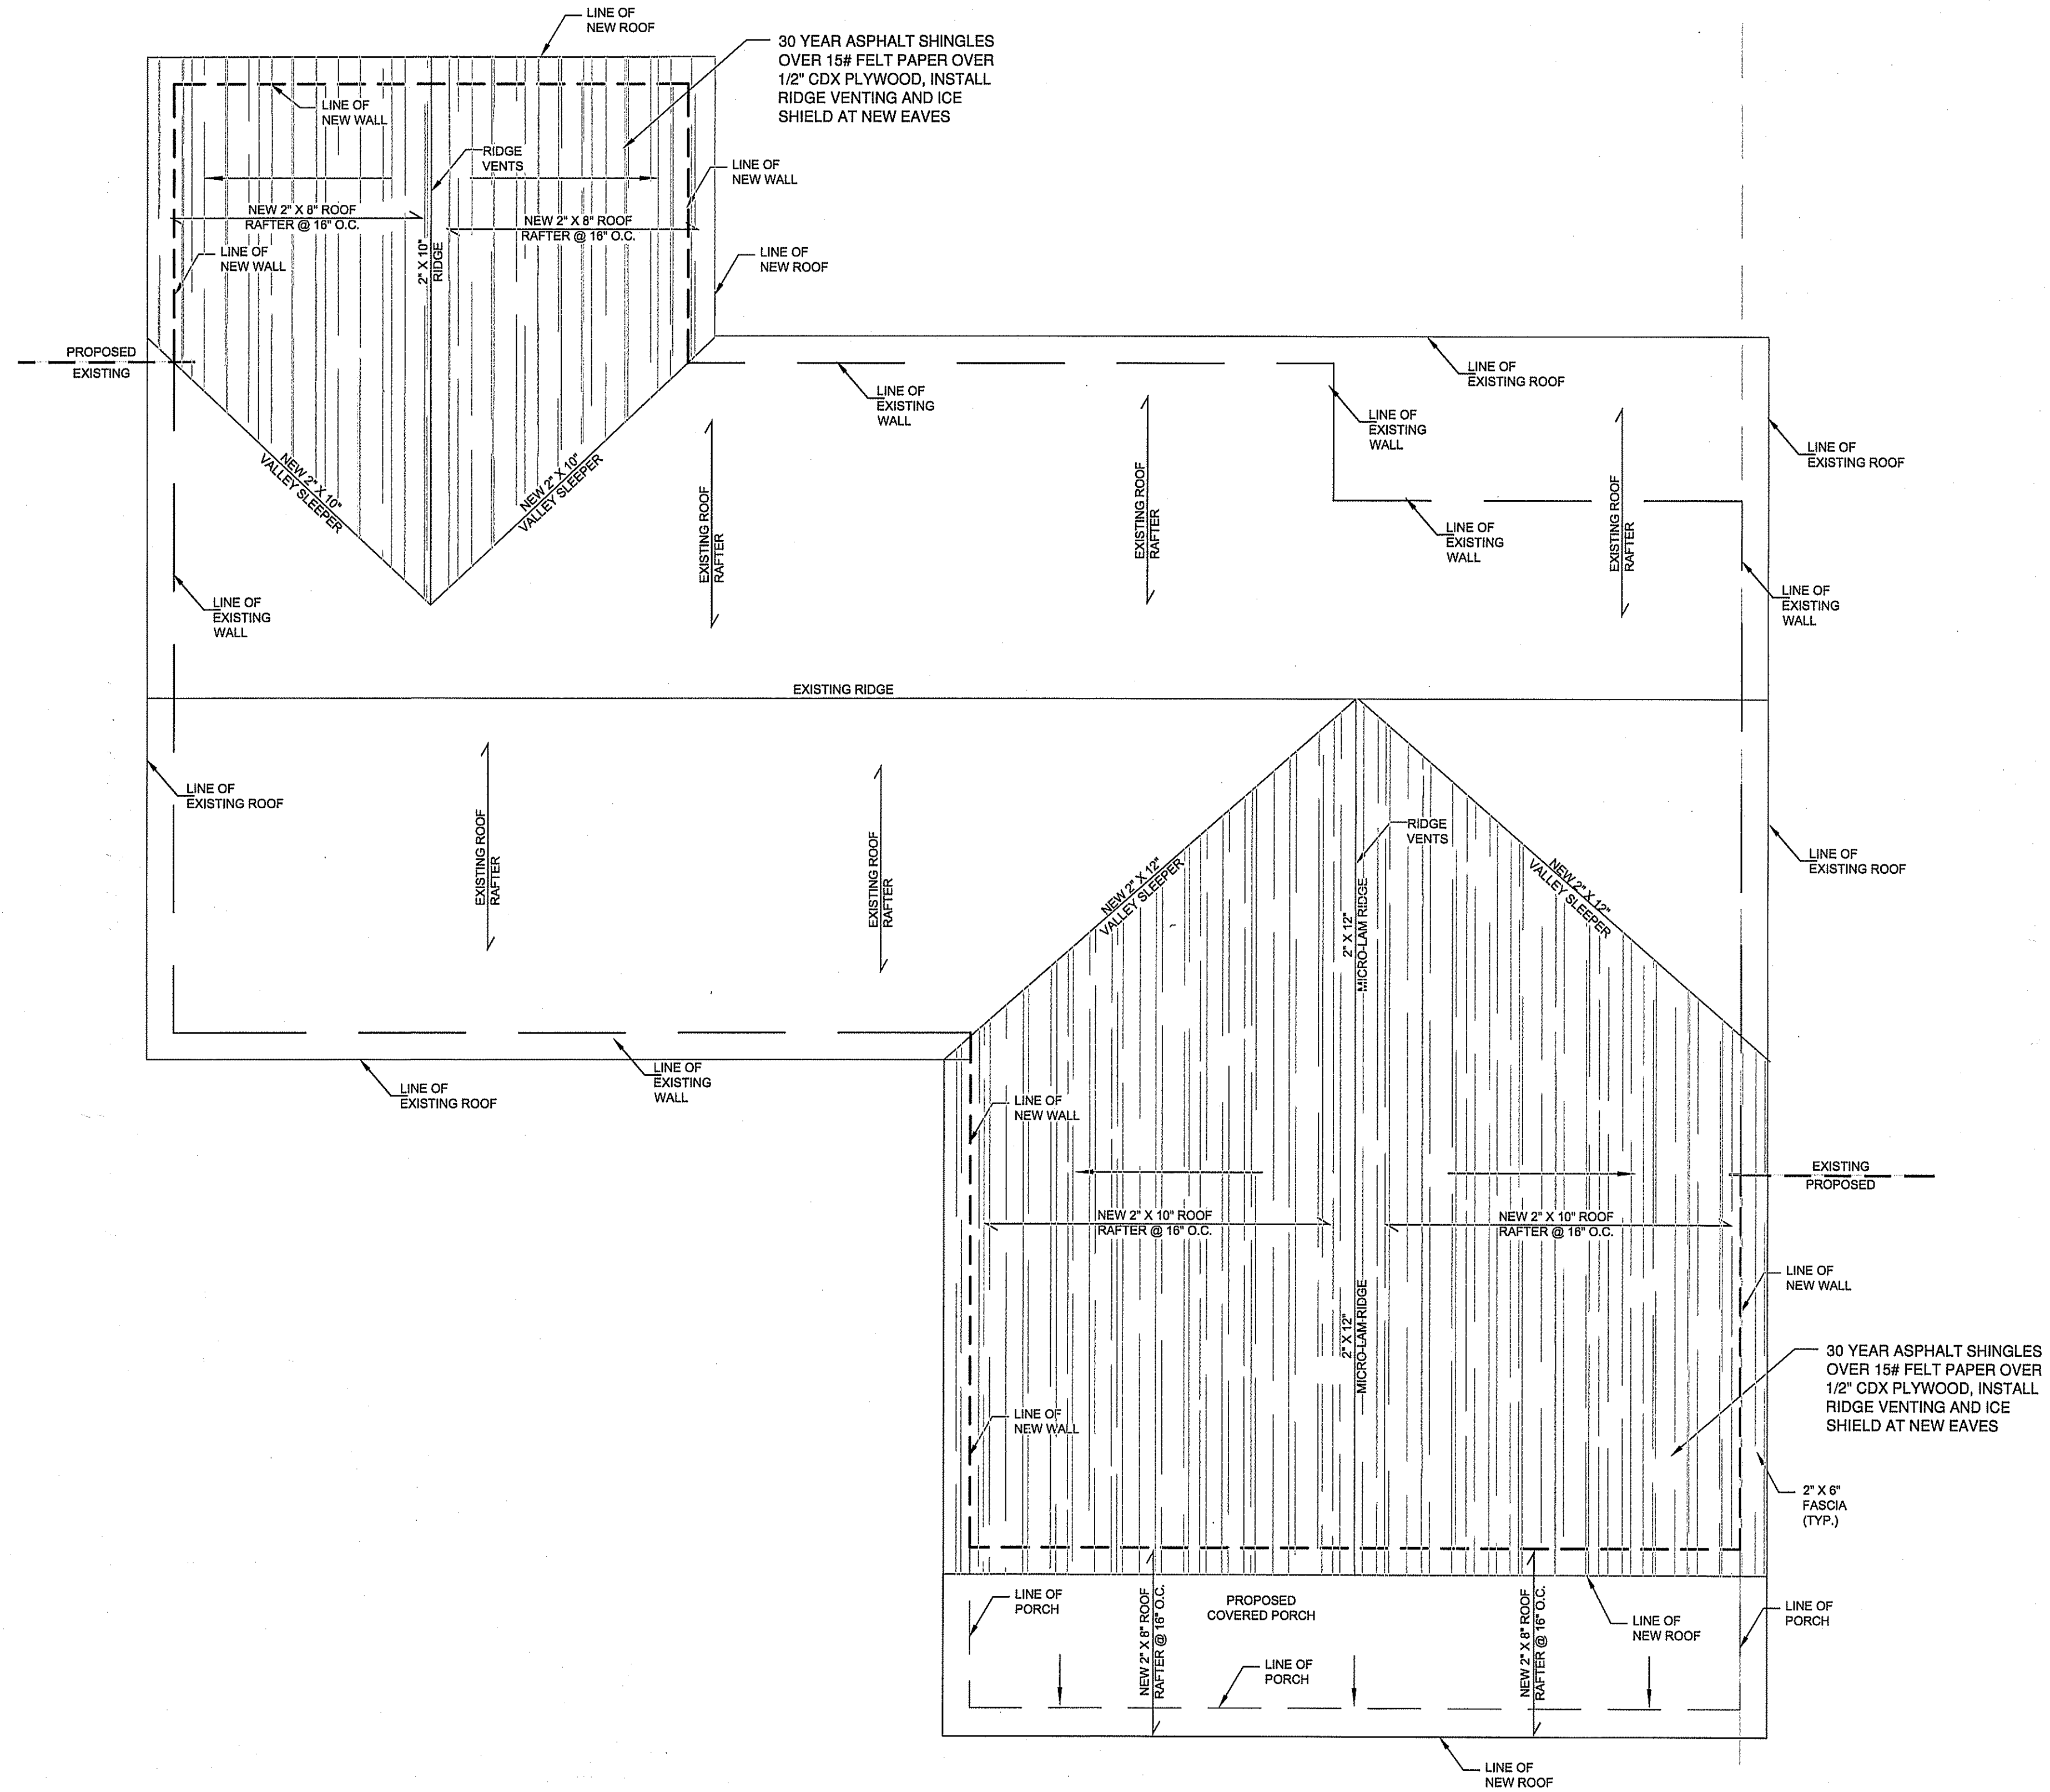 LINE OF
NEW ROOF
30 YEAR ASPHALT SHINGLES
OVER 15# FELT PAPER OVER
1/2" CDX PLYWOOD, INSTALL
RIDGE VENTING AND ICE
SHIELD AT NEW EAVES
LINE OF
NEW WALL
RIDGE
VENTS
LINE OF
NEW WALL
NEW 2" X 8" ROOF
RAFTER @ 16" O.C.
NEW 2" X 8" ROOF
RAFTER @ 16" O.C.
LINE OF
NEW WALL
2" X 10"
RIDGE
LINE OF
NEW ROOF
PROPOSED
EXISTING
LINE OF
EXISTING ROOF
LINE OF
EXISTING
WALL
LINE OF
EXISTING
WALL
LINE OF
EXISTING ROOF
NEW 2" X 10"
VALLEY SLEEPER
NEW 2" X 10"
VALLEY SLEEPER
EXISTING ROOF
RAFTER
EXISTING ROOF
RAFTER
EXISTING ROOF
RAFTER
LINE OF
EXISTING
WALL
LINE OF
EXISTING
WALL
LINE OF
EXISTING
WALL
EXISTING RIDGE
LINE OF
EXISTING ROOF
EXISTING ROOF
RAFTER
EXISTING ROOF
RAFTER
RIDGE
VENTS
NEW 2" X 12"
VALLEY SLEEPER
NEW 2" X 12"
VALLEY SLEEPER
2" X 12"
MICRO-LAM RIDGE
LINE OF
EXISTING ROOF
LINE OF
EXISTING ROOF
LINE OF
EXISTING
WALL
LINE OF
NEW WALL
EXISTING
PROPOSED
NEW 2" X 10" ROOF
RAFTER @ 16" O.C.
NEW 2" X 10" ROOF
RAFTER @ 16" O.C.
LINE OF
NEW WALL
2" X 12"
MICRO-LAM RIDGE
30 YEAR ASPHALT SHINGLES
OVER 15# FELT PAPER OVER
1/2" CDX PLYWOOD, INSTALL
RIDGE VENTING AND ICE
SHIELD AT NEW EAVES
LINE OF
NEW WALL
2" X 6"
FASCIA
(TYP.)
LINE OF
PORCH
NEW 2" X 8" ROOF
RAFTER @ 16" O.C.
PROPOSED
COVERED PORCH
NEW 2" X 8" ROOF
RAFTER @ 16" O.C.
LINE OF
NEW ROOF
LINE OF
PORCH
LINE OF
PORCH
LINE OF
NEW ROOF